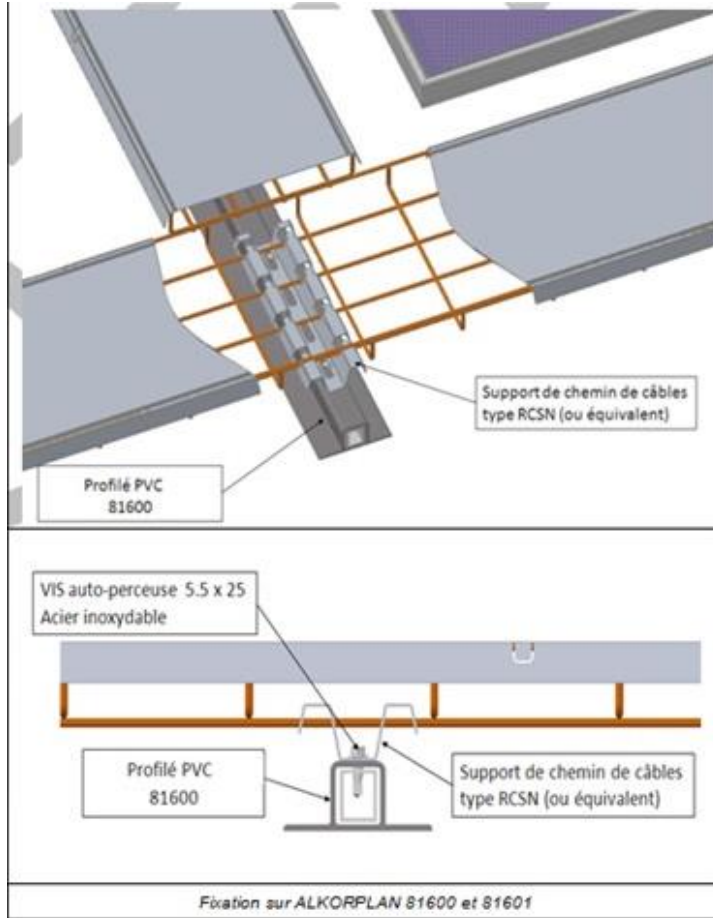 Support de chemin de câbles
type RCSN (ou équivalent)
Profilé PVC
81600
VIS auto-perceuse 5.5 x 25
Acier inoxydable
Profilé PVC
81600
Support de chemin de câbles
type RCSN (ou équivalent)
Fixation sur ALKORPLAN 81600 et 81601